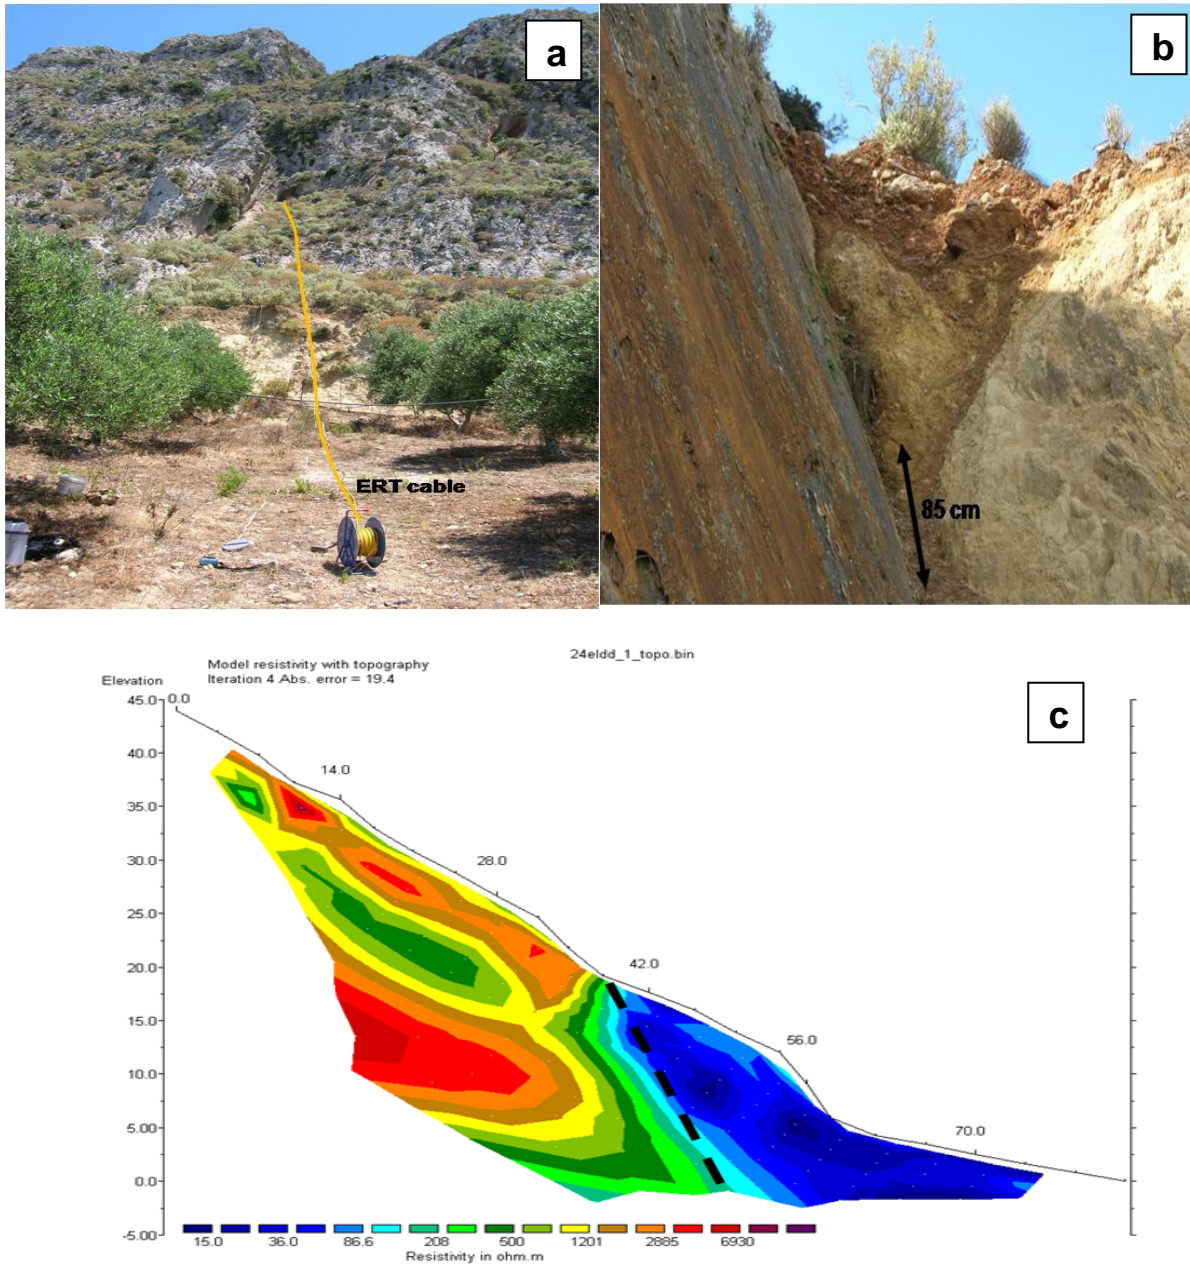 a
b
ERT cable
85 cm
24eldd_1_topo.bin
Model resistivity with topography
Iteration 4 Abs. error = 19.4
Elevation
c
45.0
0.0
40.0
14.0
35.0
30.0
28.0
25.0
20.0
42.0
15.0
56.0
10.0
5.00
70.0
0.0
-5.00
15.0 36.0 86.6 208 500 1201 2885 6930
Resistivity in ohm.m